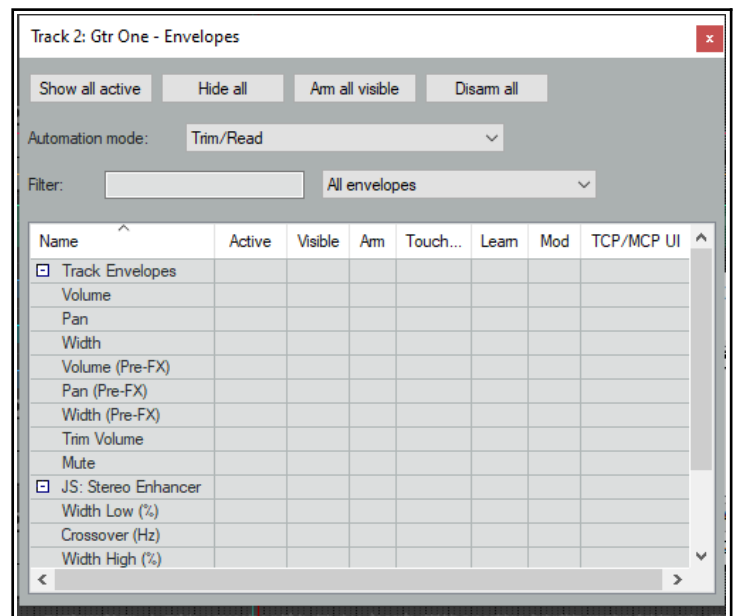 Track 2: Gtr One - Envelopes x
Show all active Hide all Arm all visible Disarm all
Automation mode: Trim/Read
Filter: All envelopes
Name Active Visible Arm Touch... Learn Mod TCP/MCP UI
Track Envelopes
Volume
Pan
Width
Volume (Pre-FX)
Pan (Pre-FX)
Width (Pre-FX)
Trim Volume
Mute
JS: Stereo Enhancer
Width Low (%)
Crossover (Hz)
Width High (%)